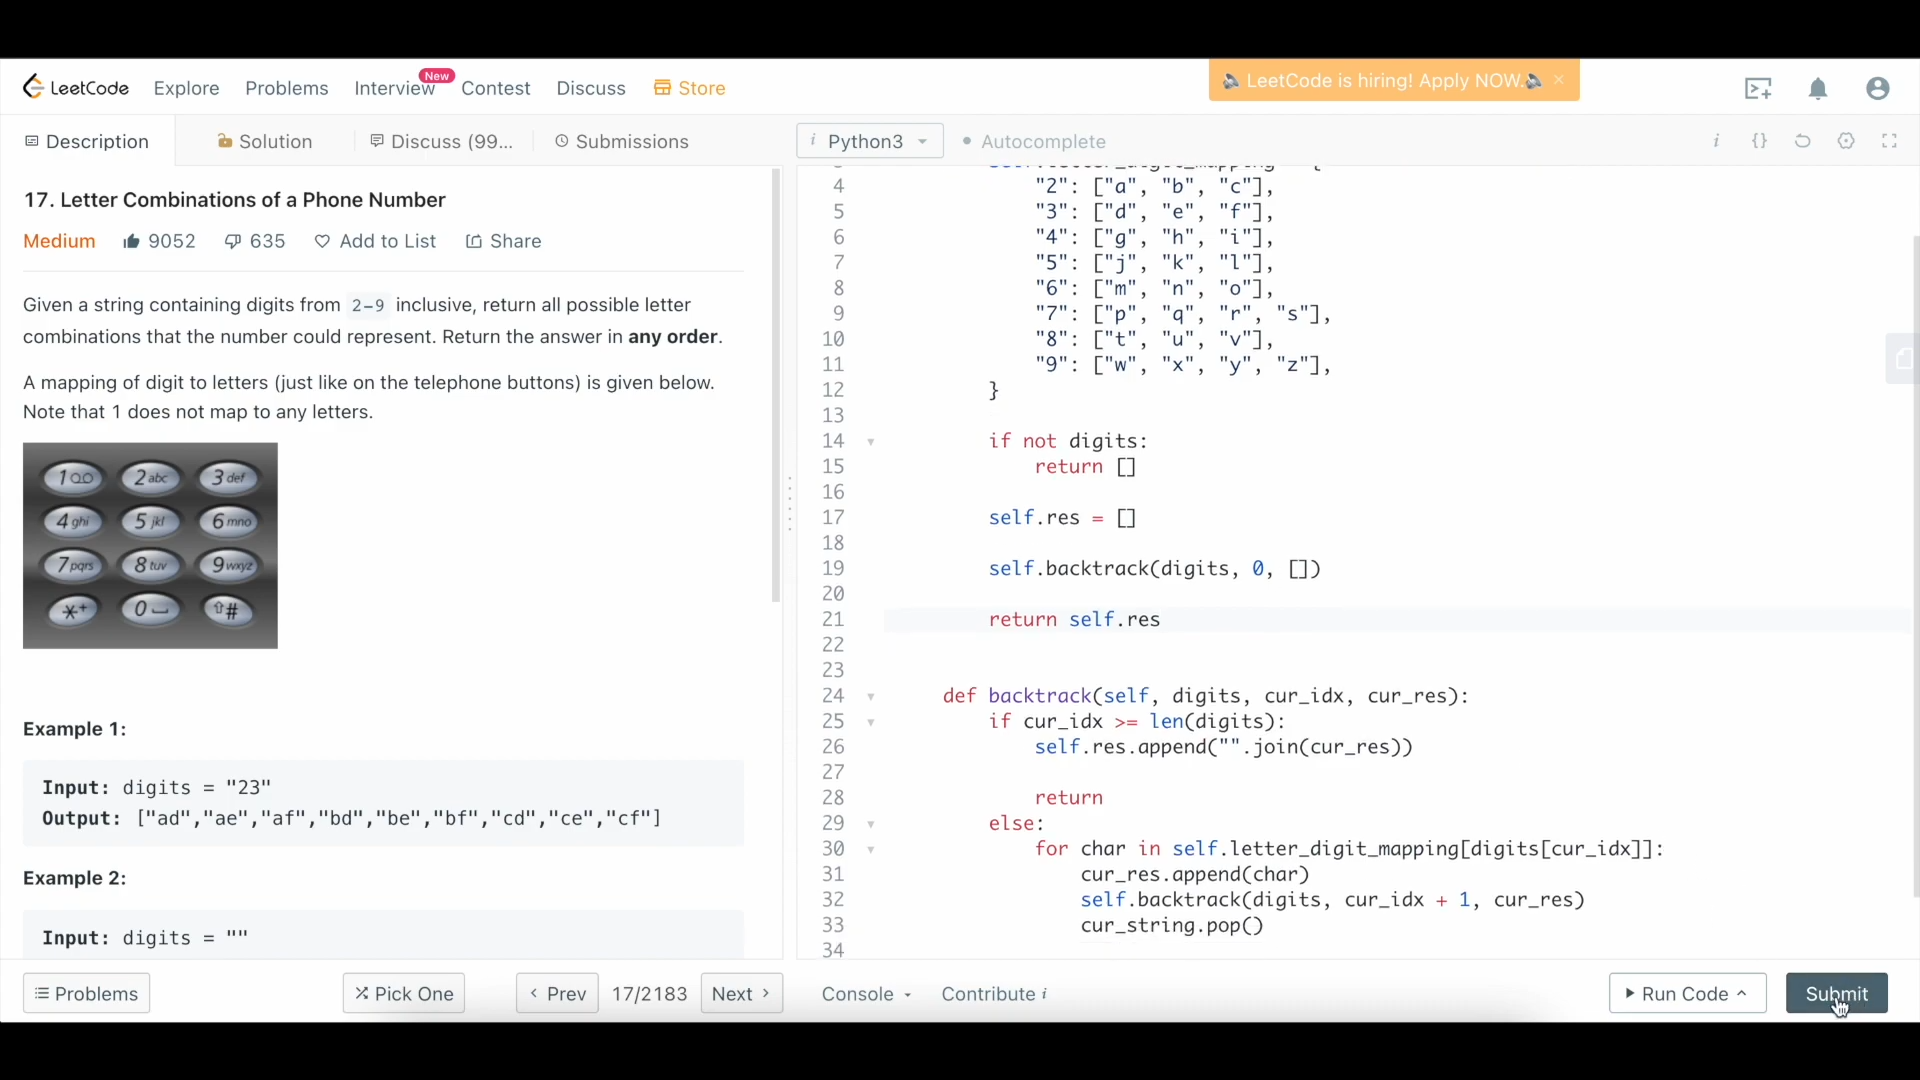 LeetCode Explore Problems Interview New Contest Discuss Store
LeetCode is hiring! Apply NOW. ×
Description Solution Discuss (99... Submissions
i Python3 Autocomplete i {}
17. Letter Combinations of a Phone Number
Medium 9052 635 Add to List Share
Given a string containing digits from 2-9 inclusive, return all possible letter
combinations that the number could represent. Return the answer in any order.
A mapping of digit to letters (just like on the telephone buttons) is given below.
Note that 1 does not map to any letters.
1 2 abc 3 def
4 ghi 5 jkl 6 mno
7 pqrs 8 tuv 9 wxyz
*+ 0 #
Example 1:
Input: digits = "23"
Output: ["ad","ae","af","bd","be","bf","cd","ce","cf"]
Example 2:
Input: digits = ""
4 "2": ["a", "b", "c"],
5 "3": ["d", "e", "f"],
6 "4": ["g", "h", "i"],
7 "5": ["j", "k", "l"],
8 "6": ["m", "n", "o"],
9 "7": ["p", "q", "r", "s"],
10 "8": ["t", "u", "v"],
11 "9": ["w", "x", "y", "z"],
12 }
13
14 if not digits:
15 return []
16
17 self.res = []
18
19 self.backtrack(digits, 0, [])
20
21 return self.res
22
23
24 def backtrack(self, digits, cur_idx, cur_res):
25 if cur_idx >= len(digits):
26 self.res.append("".join(cur_res))
27
28 return
29 else:
30 for char in self.letter_digit_mapping[digits[cur_idx]]:
31 cur_res.append(char)
32 self.backtrack(digits, cur_idx + 1, cur_res)
33 cur_string.pop()
34
Problems Pick One Prev 17/2183 Next Console Contribute i Run Code Submit